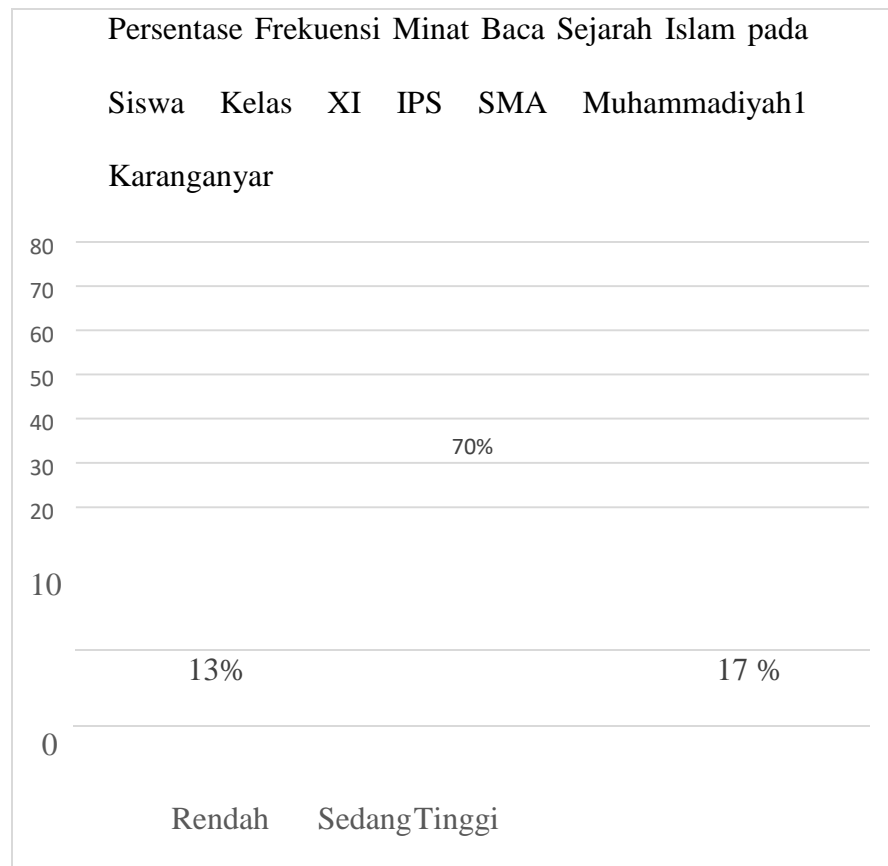 Persentase Frekuensi Minat Baca Sejarah Islam pada
Siswa Kelas XI IPS SMA Muhammadiyah1
Karanganyar
80
70
60
50
40
70%
30
20
10
13% 17 %
0
Rendah SedangTinggi